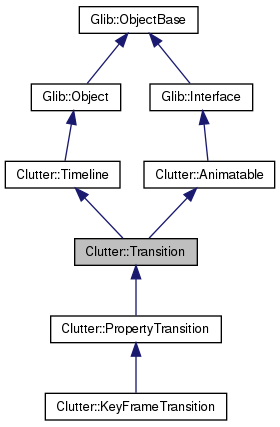 Glib::ObjectBase
Glib::Object
Glib::Interface
Clutter::Timeline
Clutter::Animatable
Clutter::Transition
Clutter::PropertyTransition
Clutter::KeyFrameTransition